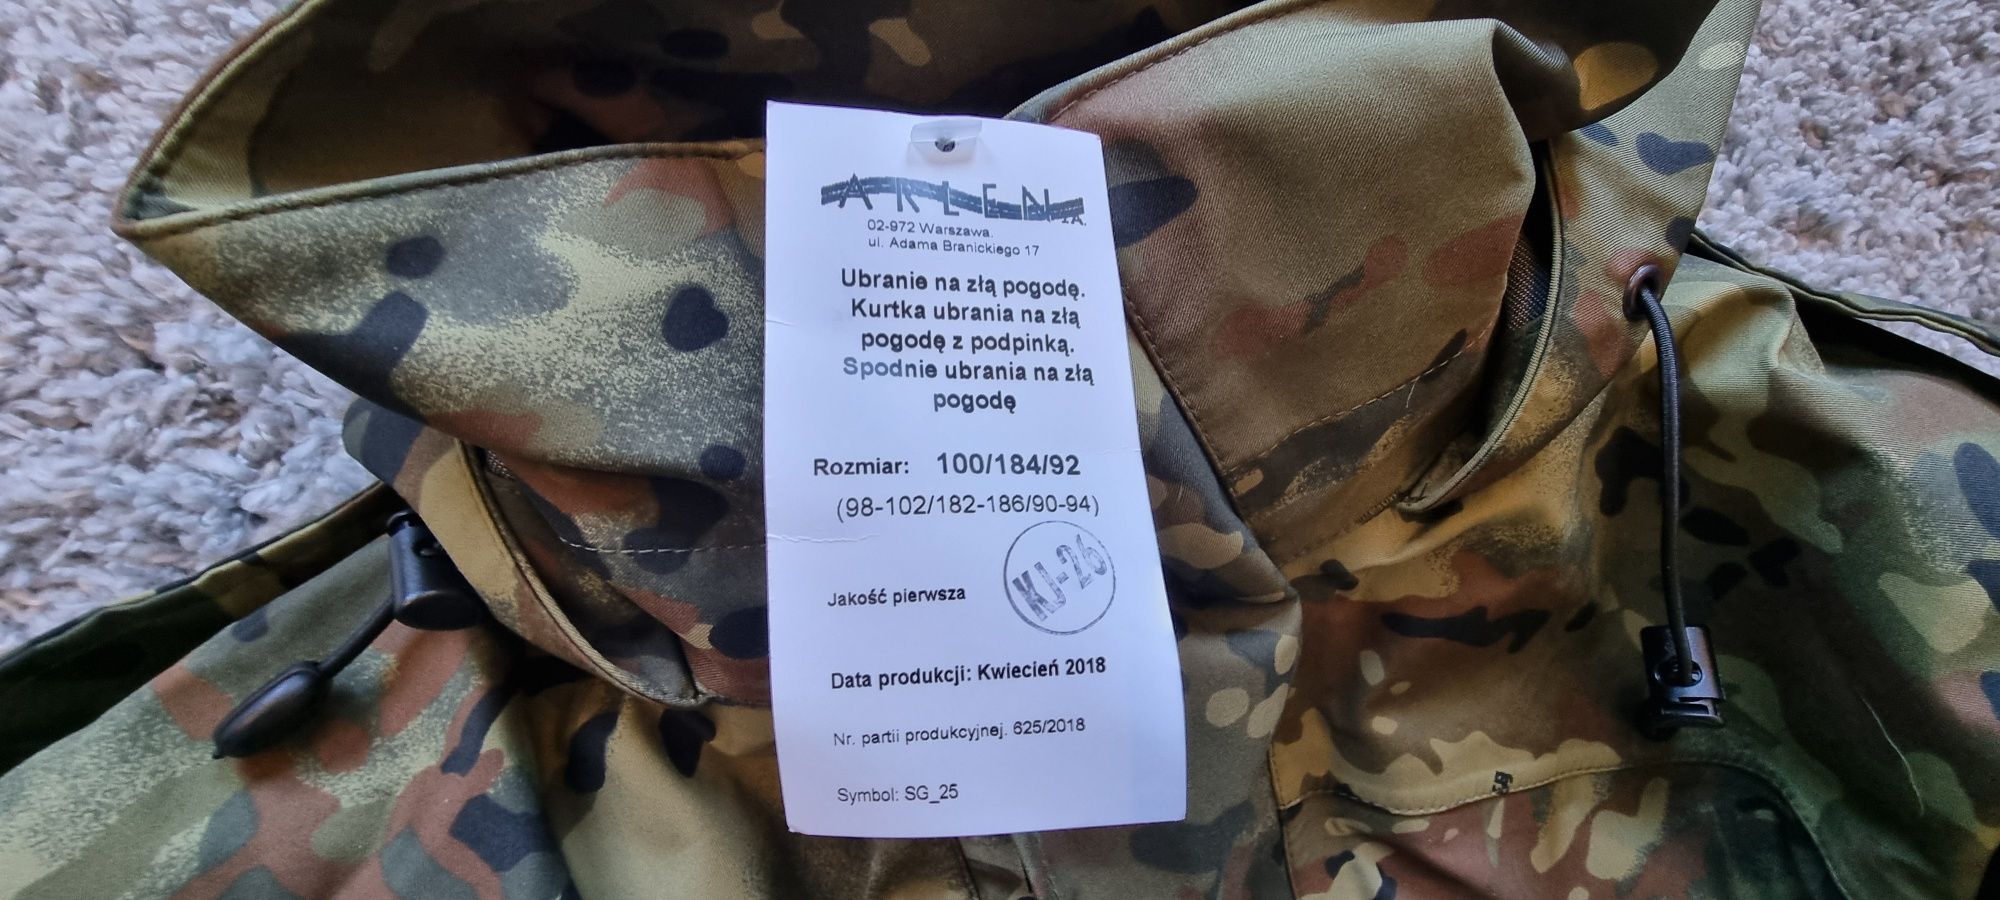 ARLEN S.A.
02-972 Warszawa.
ul. Adama Branickiego 17
Ubranie na złą pogodę.
Kurtka ubrania na złą
pogodę z podpinką.
Spodnie ubrania na złą
pogodę
Rozmiar: 100/184/92
(98-102/182-186/90-94)
KJ-26
Jakość pierwsza
Data produkcji: Kwiecień 2018
Nr. partii produkcyjnej. 625/2018
Symbol: SG_25